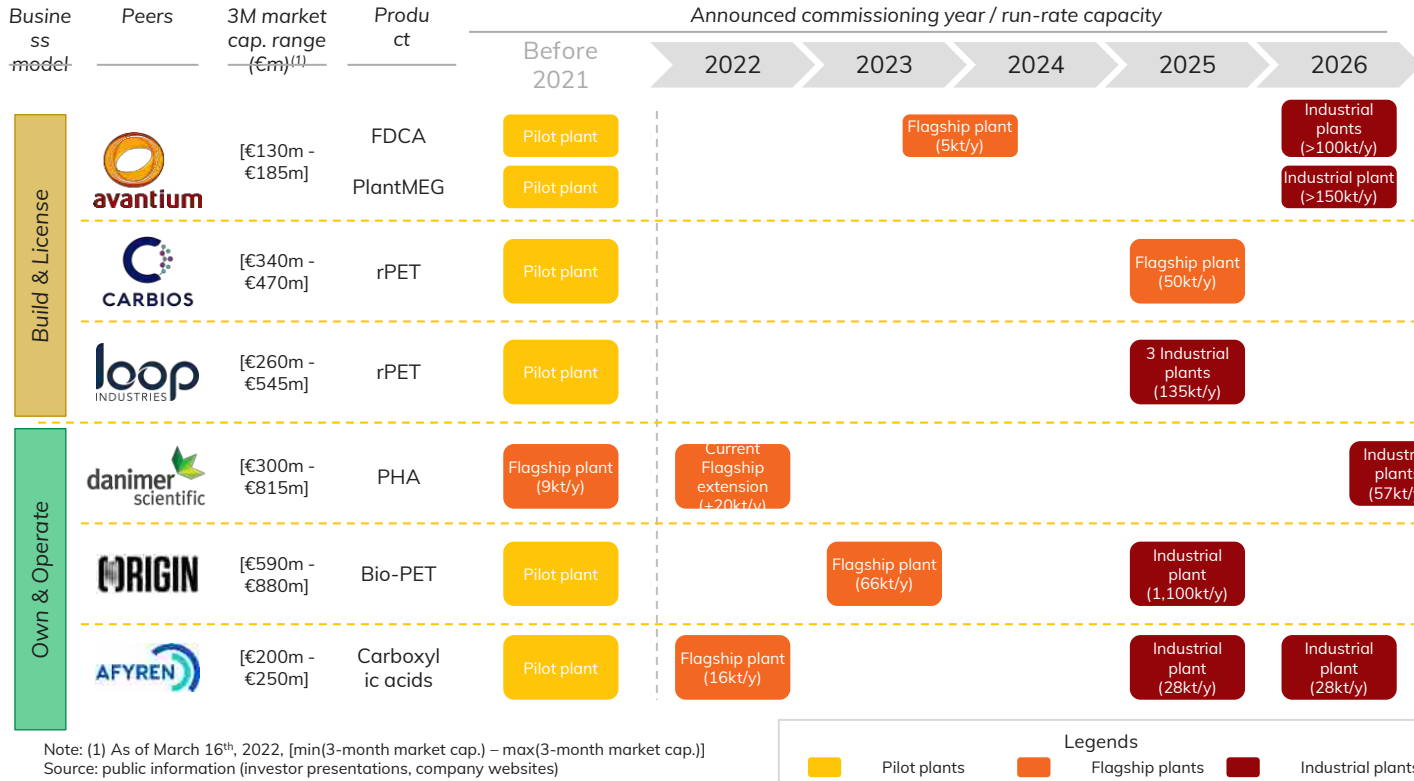 Busine
ss
model
Peers
3M market
cap. range
(€m)(1)
Produ
ct
Announced commissioning year / run-rate capacity
Before
2021
2022
2023
2024
2025
2026
Build & License
avantium
[€130m -
€185m]
FDCA
Pilot plant
Flagship plant
(5kt/y)
Industrial
plants
(>100kt/y)
PlantMEG
Pilot plant
Industrial plant
(>150kt/y)
CARBIOS
[€340m -
€470m]
rPET
Pilot plant
Flagship plant
(50kt/y)
loop
INDUSTRIES
[€260m -
€545m]
rPET
Pilot plant
3 Industrial
plants
(135kt/y)
Own & Operate
danimer
scientific
[€300m -
€815m]
PHA
Flagship plant
(9kt/y)
Current
Flagship
extension
(+20kt/y)
Industr
plant
(57kt/
ORIGIN
[€590m -
€880m]
Bio-PET
Pilot plant
Flagship plant
(66kt/y)
Industrial
plant
(1,100kt/y)
AFYREN
[€200m -
€250m]
Carboxyl
ic acids
Pilot plant
Flagship plant
(16kt/y)
Industrial
plant
(28kt/y)
Industrial
plant
(28kt/y)
Note: (1) As of March 16th, 2022, [min(3-month market cap.) – max(3-month market cap.)]
Source: public information (investor presentations, company websites)
Legends
Pilot plants
Flagship plants
Industrial plants